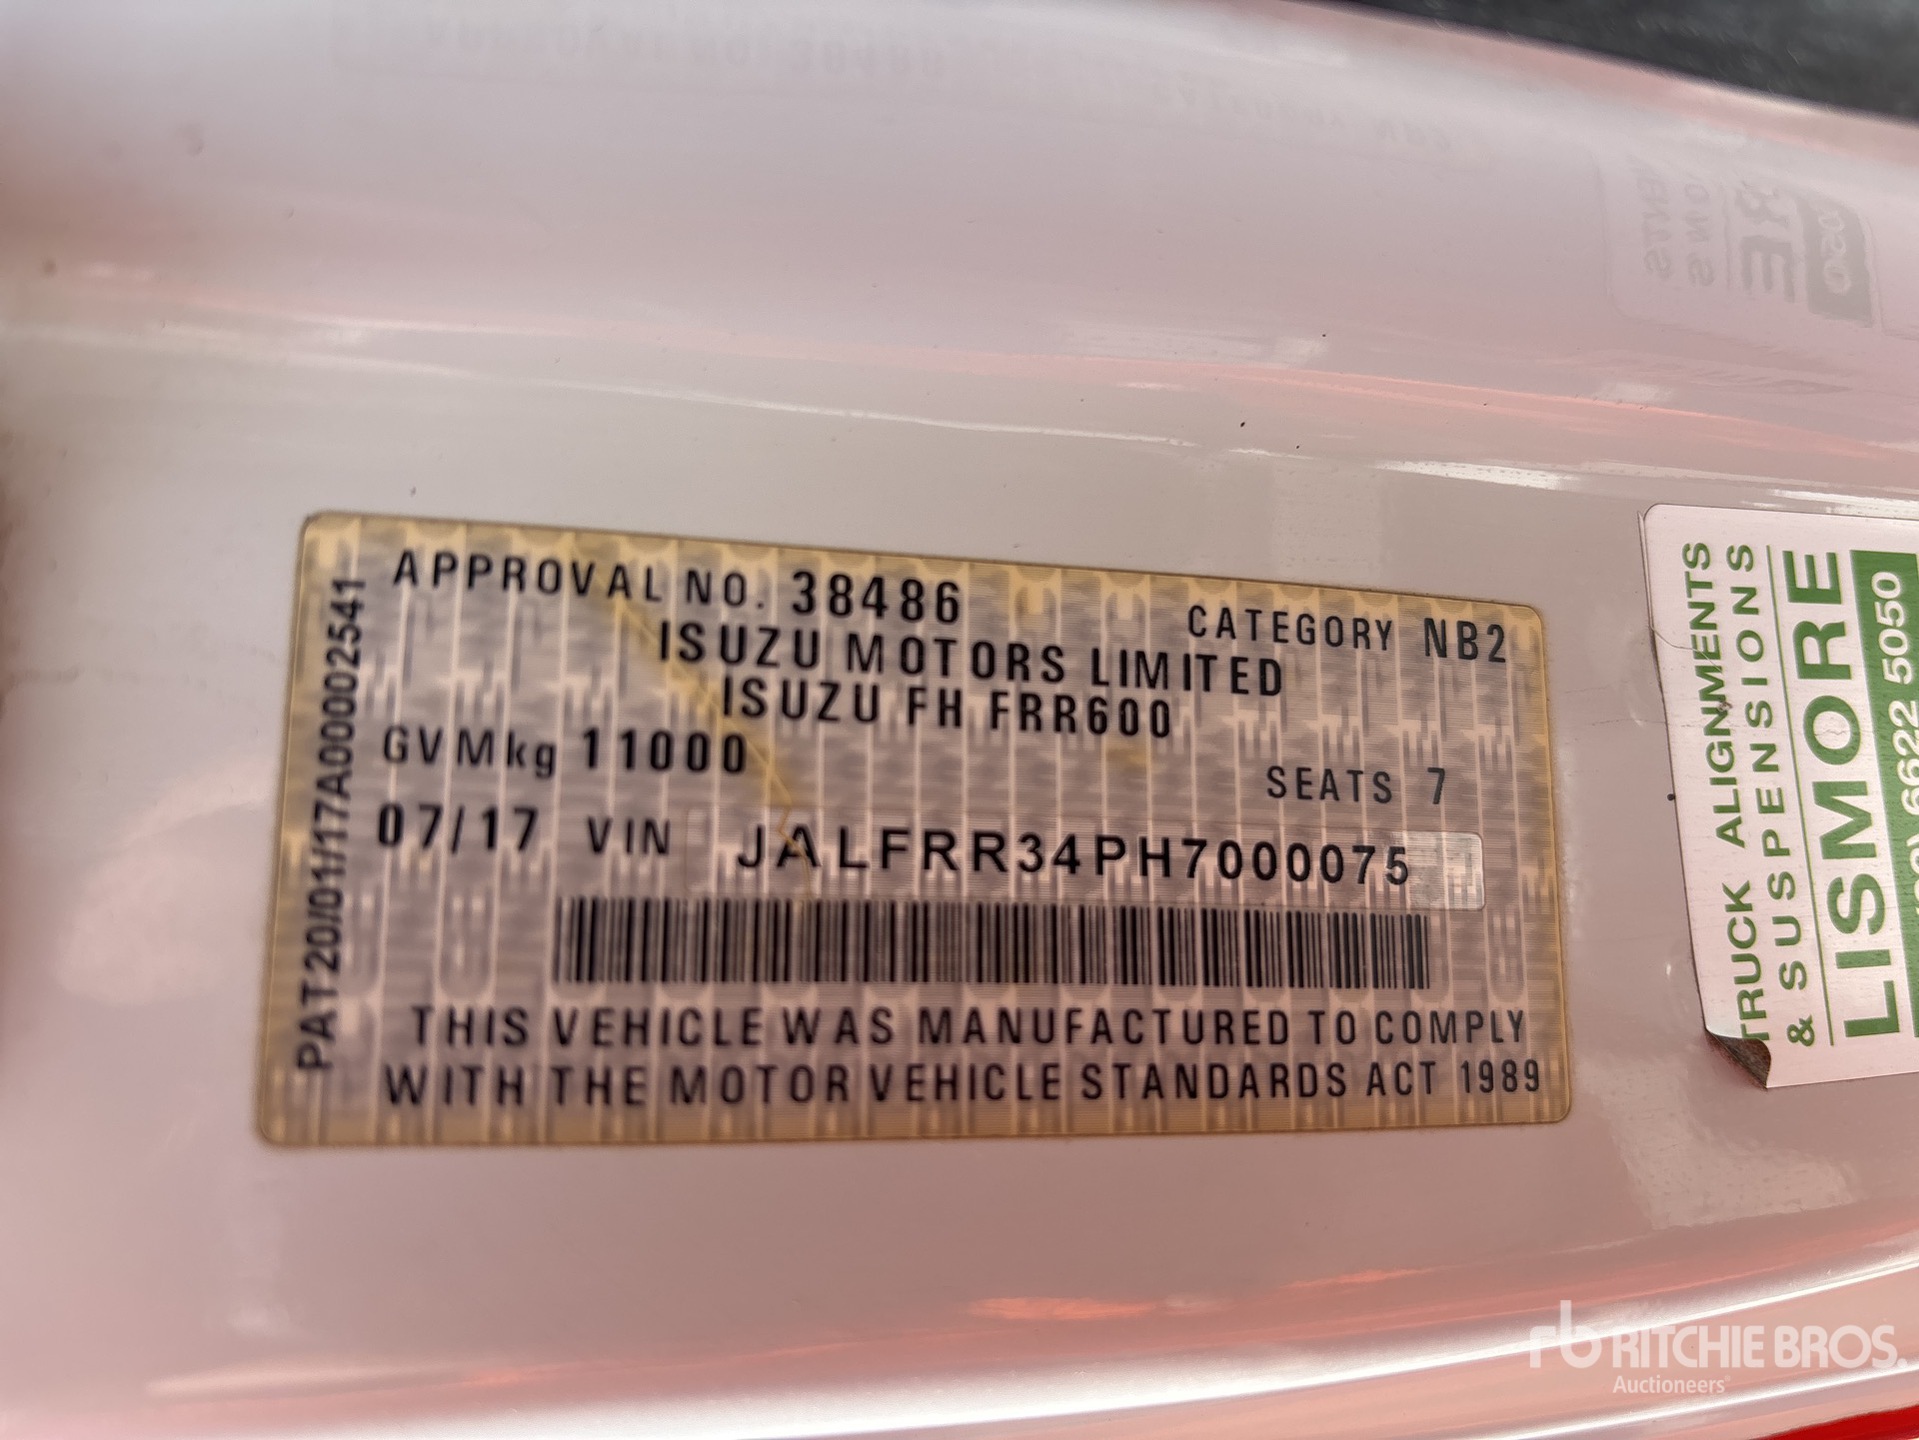 APPROVAL NO. 38486
CATEGORY NB2
ISUZU MOTORS LIMITED
ISUZU FH FRR600
GVMkg 11000
SEATS 7
07/17 VIN JALFRR34PH7000075
THIS VEHICLE WAS MANUFACTURED TO COMPLY
WITH THE MOTOR VEHICLE STANDARDS ACT 1989
PAT20/01/17A00002541
TRUCK ALIGNMENTS
& SUSPENSIONS
LISMORE
6622 5050
rb RITCHIE BROS.
Auctioneers